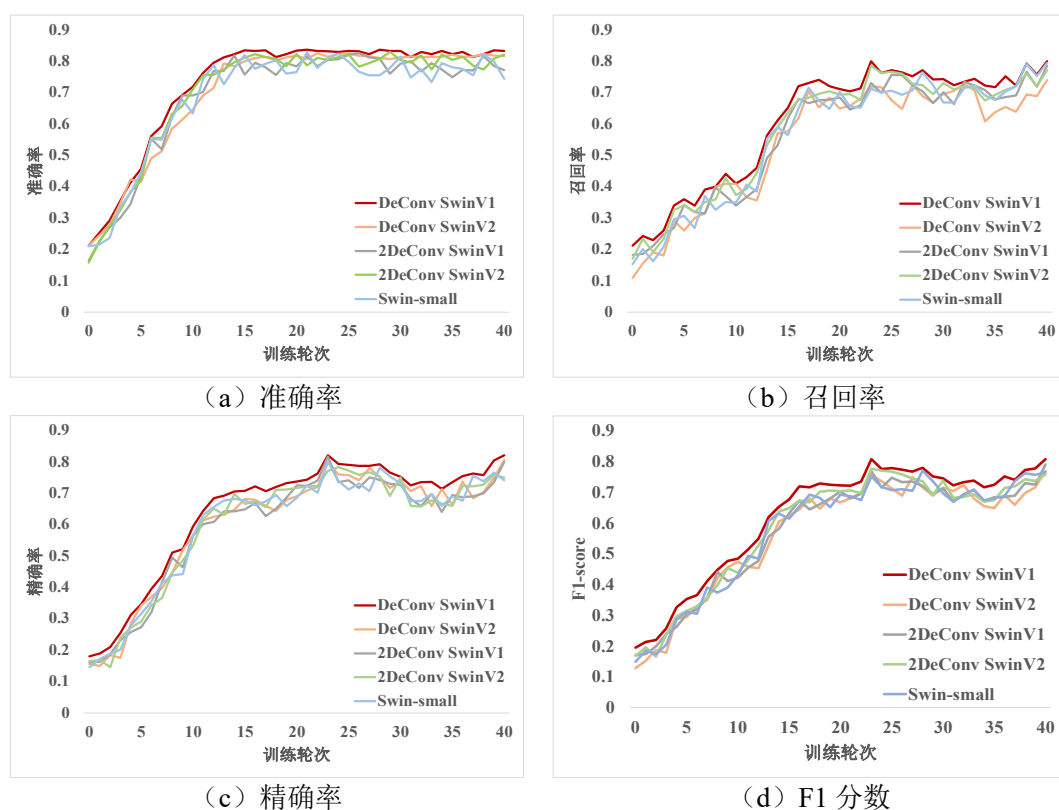 0.9
0.8
0.7
0.6
0.5
0.4
0.3
0.2
0.1
0
准确率
DeConv SwinV1
DeConv SwinV2
2DeConv SwinV1
2DeConv SwinV2
Swin-small
0 5 10 15 20 25 30 35 40
训练轮次
(a)准确率
0.9
0.8
0.7
0.6
0.5
0.4
0.3
0.2
0.1
0
召回率
DeConv SwinV1
DeConv SwinV2
2DeConv SwinV1
2DeConv SwinV2
Swin-small
0 5 10 15 20 25 30 35 40
训练轮次
(b)召回率
0.9
0.8
0.7
0.6
0.5
0.4
0.3
0.2
0.1
0
精确率
DeConv SwinV1
DeConv SwinV2
2DeConv SwinV1
2DeConv SwinV2
Swin-small
0 5 10 15 20 25 30 35 40
训练轮次
(c)精确率
0.9
0.8
0.7
0.6
0.5
0.4
0.3
0.2
0.1
0
F1-score
DeConv SwinV1
DeConv SwinV2
2DeConv SwinV1
2DeConv SwinV2
Swin-small
0 5 10 15 20 25 30 35 40
训练轮次
(d)F1 分数